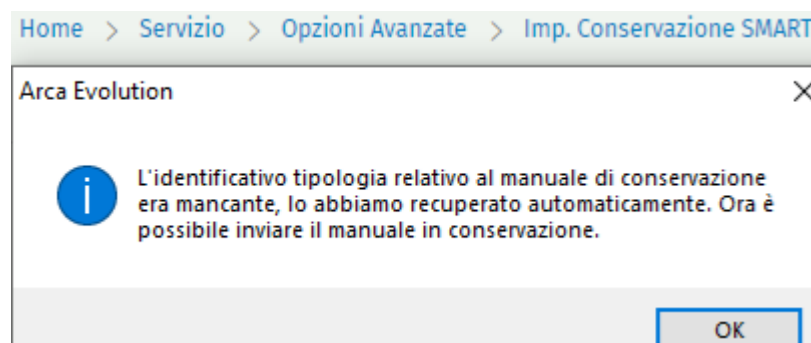 Home > Servizio > Opzioni Avanzate > Imp. Conservazione SMART
Arca Evolution
L'identificativo tipologia relativo al manuale di conservazione
era mancante, lo abbiamo recuperato automaticamente. Ora è
possibile inviare il manuale in conservazione.
OK